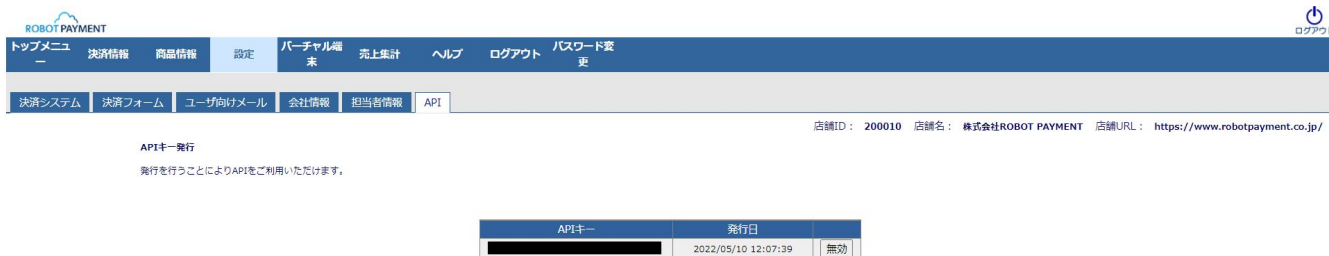 ROBOT PAYMENT
ログアウト
トップメニュー 決済情報 商品情報 設定 バーチャル端末 売上集計 ヘルプ ログアウト パスワード変更
決済システム 決済フォーム ユーザ向けメール 会社情報 担当者情報 API
店舗ID： 200010 店舗名： 株式会社ROBOT PAYMENT 店舗URL： https://www.robotpayment.co.jp/
APIキー発行
発行を行うことによりAPIをご利用いただけます。
APIキー 発行日
2022/05/10 12:07:39 無効